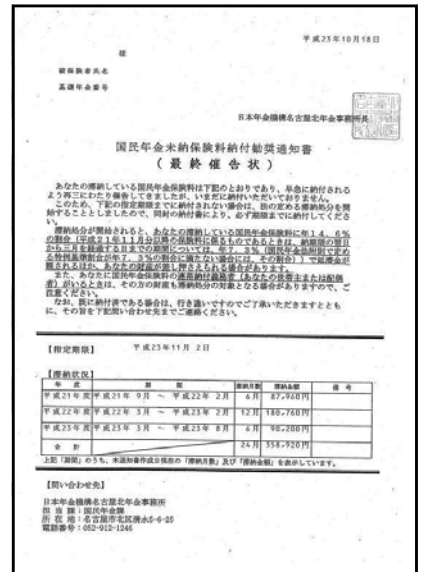 平成23年10月18日
様
被保険者氏名
基礎年金番号
日本年金機構名古屋北年金事務所長
国民年金未納保険料納付勧奨通知書
(最終催告状)
あなたの滞納している国民年金保険料は下記のとおりであり、早急に納付される
よう再三にわたり催告してきましたが、いまだに納付いただいておりません。
このため、下記の指定期限までに納付されない場合は、法の定める滞納処分を開
始することとしましたので、同封の納付書により、必ず期限までに納付してくださ
い。
滞納処分が開始されると、あなたの滞納している国民年金保険料に年14.6%
の割合(平成21年11月分以降の保険料に係るものであるときは、納期限の翌日
から三月を経過する日までの期間については、年7.3%(国民年金法附則で定め
る特例基準割合が年7.3%の割合に満たない場合には、その割合))で延滞金が
課されるほか、あなたの財産が差し押さえられる場合があります。
また、あなたに国民年金保険料の連帯納付義務者(あなたの世帯主または配偶
者)がいるときは、その方の財産も滞納処分の対象となる場合がありますので、ご
注意ください。
なお、既に納付済である場合は、行き違いですのでご了承いただきますととも
に、その旨を下記問い合わせ先までご連絡ください。
【指定期限】 平成23年11月 2日
【滞納状況】
年 度 期 間 滞納月数 滞納金額 備 考
平成21年度 平成21年 9月 ～ 平成22年 2月 6月 87,960円
平成22年度 平成22年 3月 ～ 平成23年 2月 12月 180,760円
平成23年度 平成23年 3月 ～ 平成23年 8月 6月 90,200円
合 計 24月 358,920円
上記「期間」のうち、本通知書作成日現在の「滞納月数」及び「滞納金額」を表示しています。
【問い合わせ先】
日本年金機構名古屋北年金事務所
担 当 課：国民年金課
所 在 地：名古屋市北区清水5-6-25
電話番号：052-912-1246